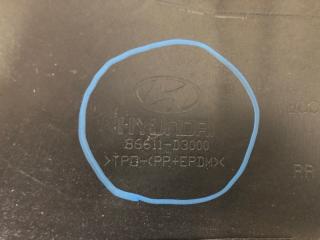 HYUNDAI
86611-D3000
>TPO-(PP+EPDM)<
RR